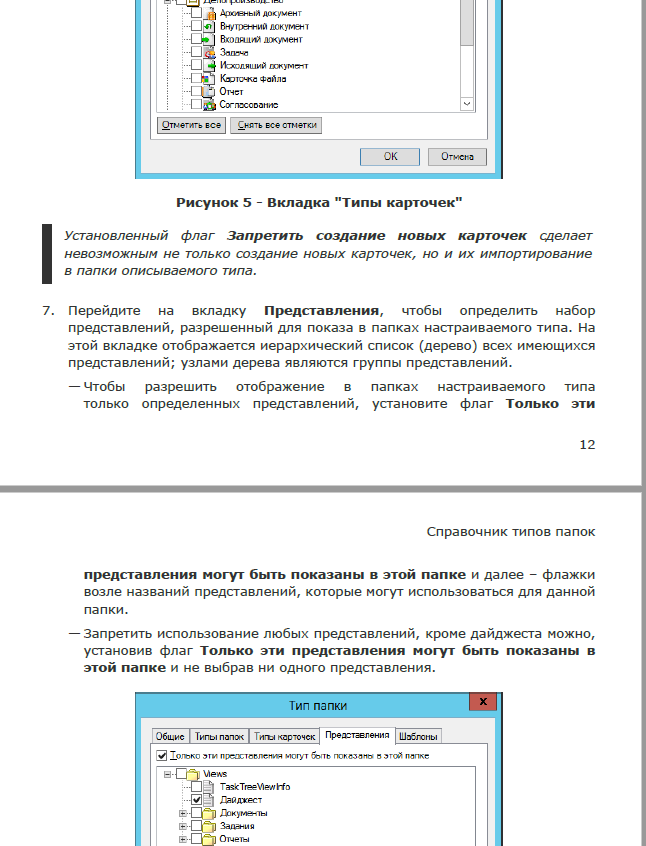 Делопроизводство
Архивный документ
Внутренний документ
Входящий документ
Задача
Исходящий документ
Карточка файла
Отчет
Согласование
Отметить все Снять все отметки
ОК Отмена
Рисунок 5 - Вкладка "Типы карточек"
Установленный флаг Запретить создание новых карточек сделает
невозможным не только создание новых карточек, но и их импортирование
в папки описываемого типа.
7. Перейдите на вкладку Представления, чтобы определить набор
представлений, разрешенный для показа в папках настраиваемого типа. На
этой вкладке отображается иерархический список (дерево) всех имеющихся
представлений; узлами дерева являются группы представлений.
— Чтобы разрешить отображение в папках настраиваемого типа
только определенных представлений, установите флаг Только эти
12
Справочник типов папок
представления могут быть показаны в этой папке и далее – флажки
возле названий представлений, которые могут использоваться для данной
папки.
— Запретить использование любых представлений, кроме дайджеста можно,
установив флаг Только эти представления могут быть показаны в
этой папке и не выбрав ни одного представления.
Тип папки x
Общие Типы папок Типы карточек Представления Шаблоны
Только эти представления могут быть показаны в этой папке
Views
TaskTreeViewInfo
Дайджест
Документы
Задания
Отчеты